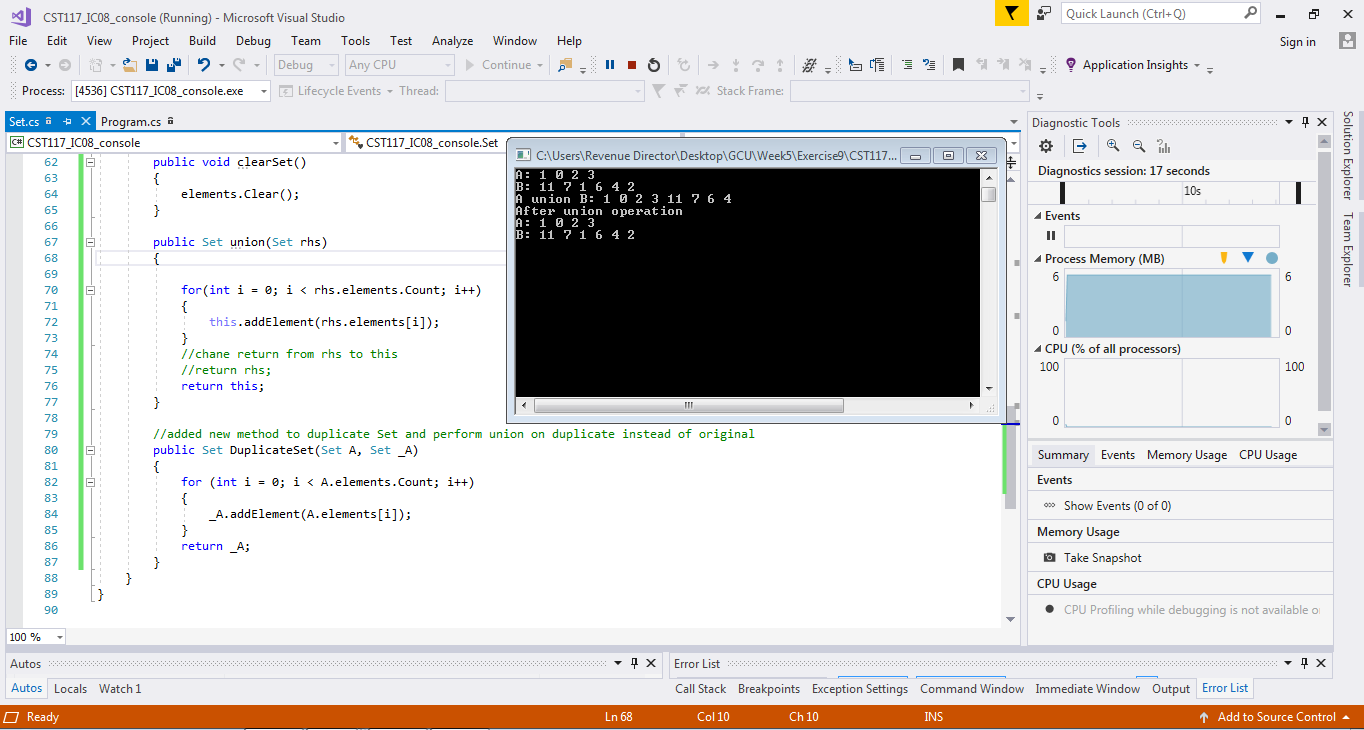 CST117_IC08_console (Running) - Microsoft Visual Studio
Quick Launch (Ctrl+Q)
File Edit View Project Build Debug Team Tools Test Analyze Window Help
Sign in
Debug Any CPU Continue Application Insights
Process: [4536] CST117_IC08_console.exe Lifecycle Events Thread: Stack Frame:
Set.cs Program.cs
CST117_IC08_console CST117_IC08_console.Set
62 public void clearSet()
63 {
64 elements.Clear();
65 }
66
67 public Set union(Set rhs)
68 {
69
70 for(int i = 0; i < rhs.elements.Count; i++)
71 {
72 this.addElement(rhs.elements[i]);
73 }
74 //chane return from rhs to this
75 //return rhs;
76 return this;
77 }
78
79 //added new method to duplicate Set and perform union on duplicate instead of original
80 public Set DuplicateSet(Set A, Set _A)
81 {
82 for (int i = 0; i < A.elements.Count; i++)
83 {
84 _A.addElement(A.elements[i]);
85 }
86 return _A;
87 }
88 }
89 }
90
100 %
C:\Users\Revenue Director\Desktop\GCU\Week5\Exercise9\CST117...
A: 1 0 2 3
B: 11 7 1 6 4 2
A union B: 1 0 2 3 11 7 6 4
After union operation
A: 1 0 2 3
B: 11 7 1 6 4 2
Diagnostic Tools
Diagnostics session: 17 seconds
10s
Events
Process Memory (MB)
6 6
0 0
CPU (% of all processors)
100 100
0 0
Summary Events Memory Usage CPU Usage
Events
Show Events (0 of 0)
Memory Usage
Take Snapshot
CPU Usage
CPU Profiling while debugging is not available o
Solution Explorer
Team Explorer
Autos
Autos Locals Watch 1
Error List
Call Stack Breakpoints Exception Settings Command Window Immediate Window Output Error List
Ready Ln 68 Col 10 Ch 10 INS Add to Source Control